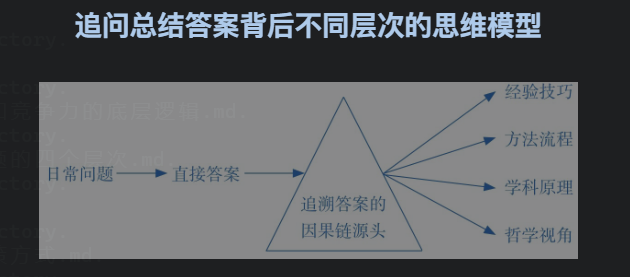 追问总结答案背后不同层次的思维模型
经验技巧
方法流程
日常问题
直接答案
追溯答案的
因果链源头
学科原理
哲学视角